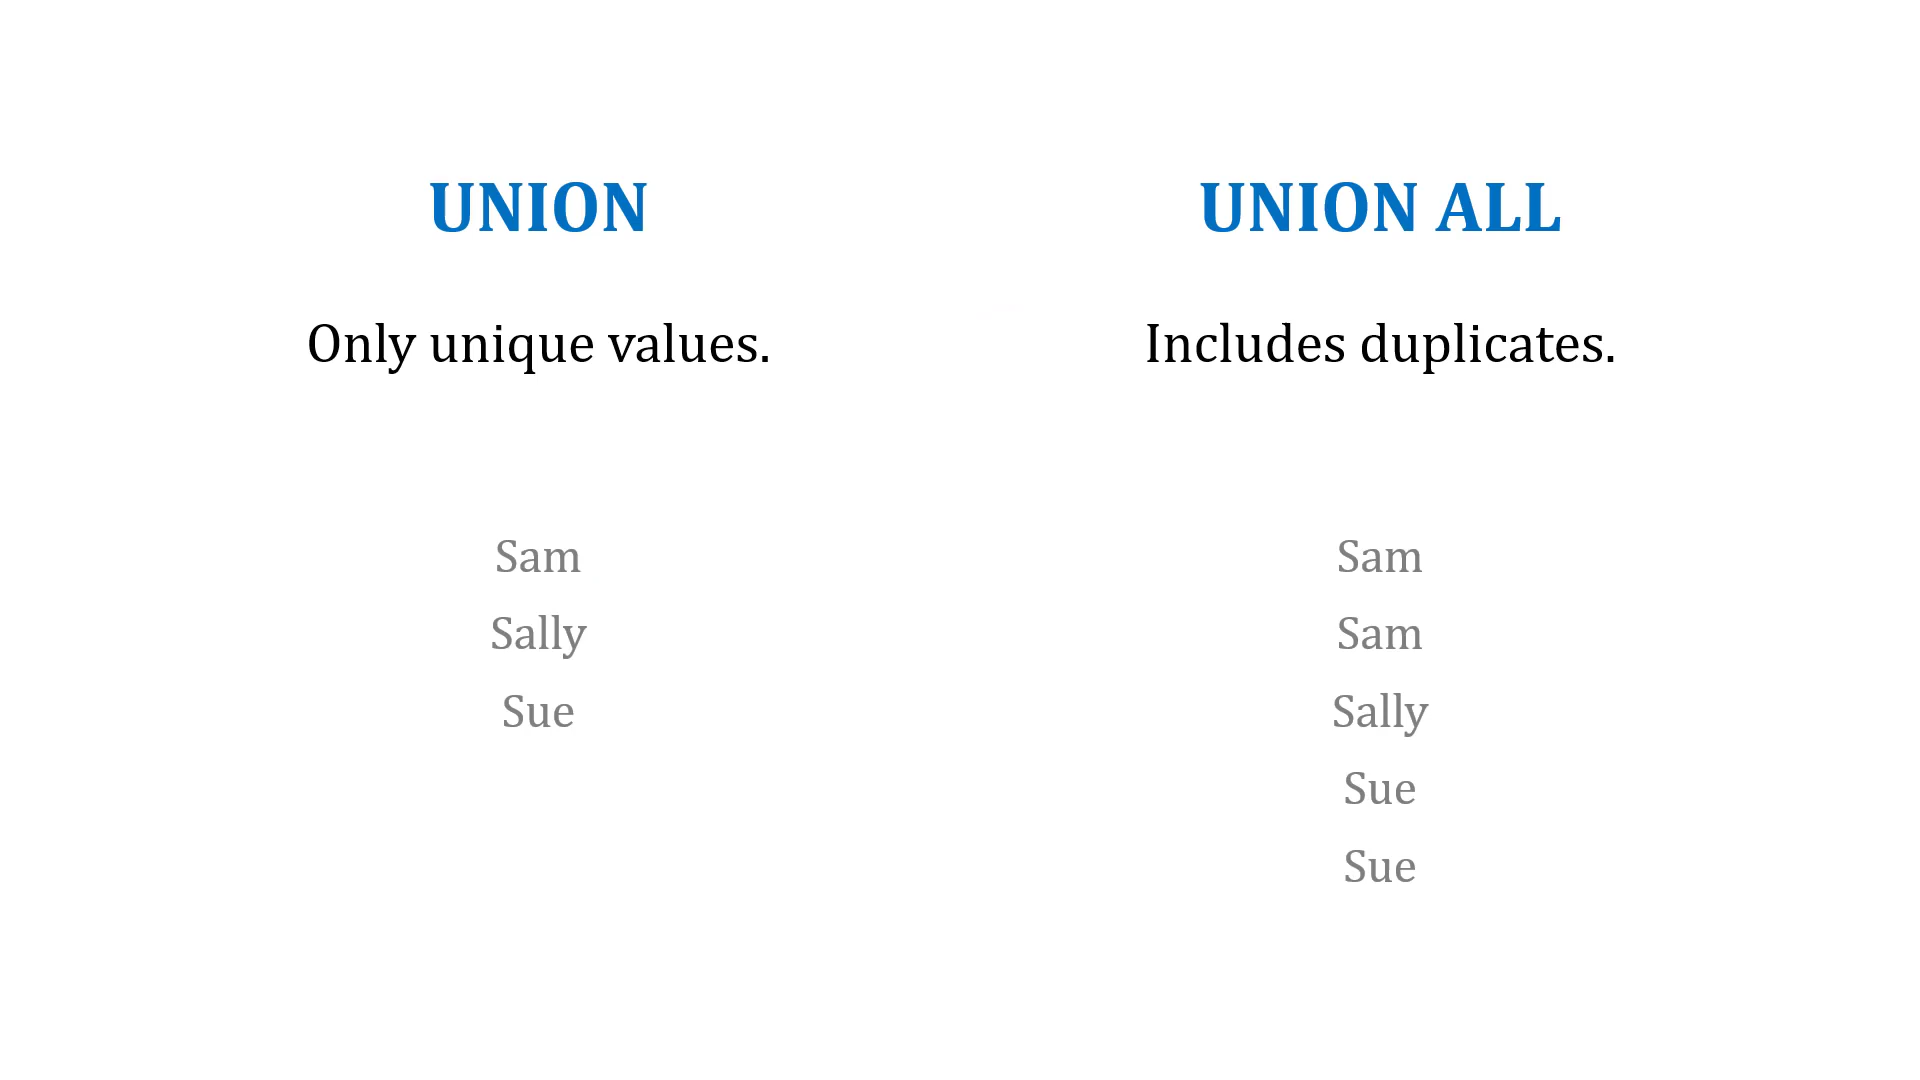 UNION
Only unique values.
Sam
Sally
Sue
UNION ALL
Includes duplicates.
Sam
Sam
Sally
Sue
Sue